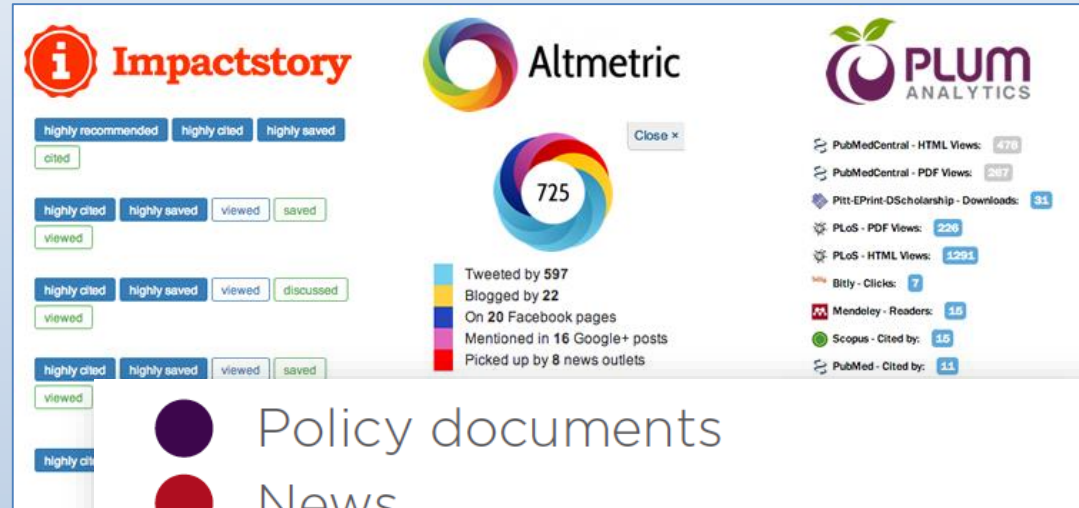 Impactstory
highly recommended highly cited highly saved
cited
highly cited highly saved viewed saved
viewed
highly cited highly saved viewed discussed
viewed
highly cited highly saved viewed saved
viewed
highly
Altmetric
Close ×
725
Tweeted by 597
Blogged by 22
On 20 Facebook pages
Mentioned in 16 Google+ posts
Picked up by 8 news outlets
PLUM
ANALYTICS
PubMedCentral - HTML Views: 476
PubMedCentral - PDF Views: 267
Pitt-EPrint-DScholarship - Downloads: 31
PLoS - PDF Views: 226
PLoS - HTML Views: 1291
Bitly - Clicks: 7
Mendeley - Readers: 15
Scopus - Cited by: 15
PubMed - Cited by: 11
Policy documents
News